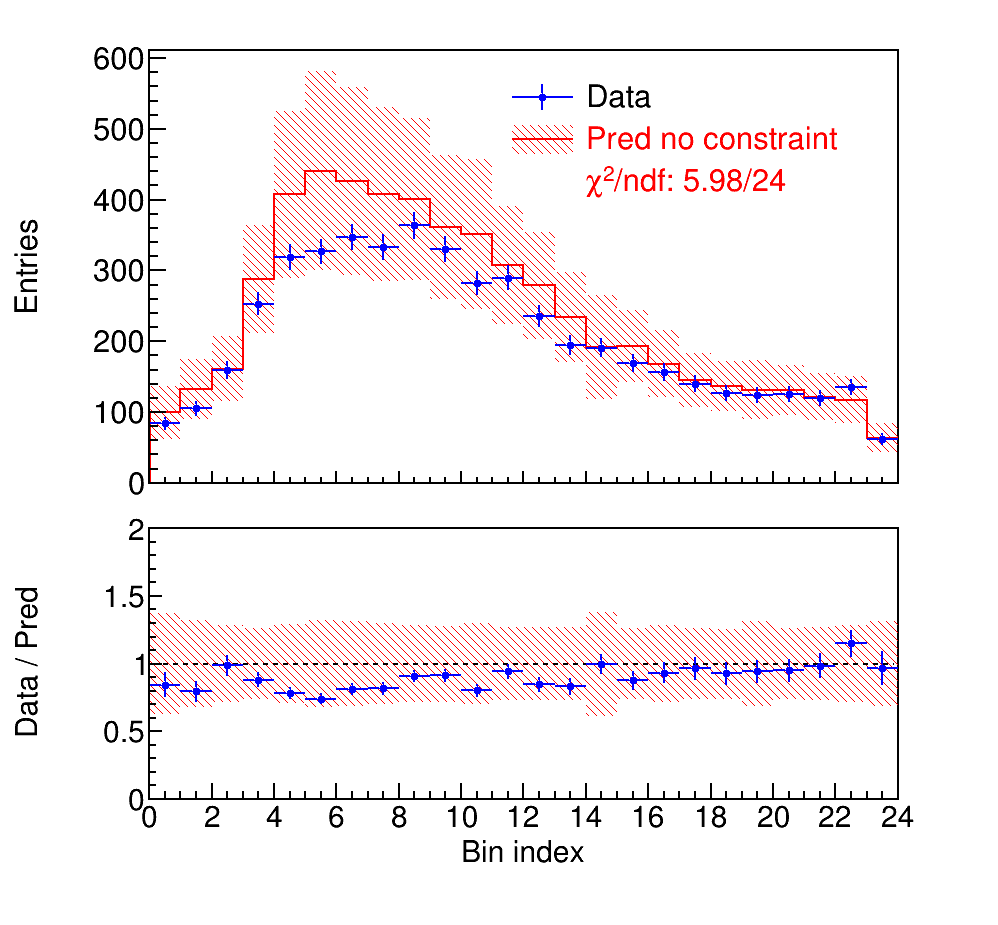 600
500
400
300
200
100
0
Entries
Data
Pred no constraint
χ²/ndf: 5.98/24
2
1.5
1
0.5
0
Data / Pred
0 2 4 6 8 10 12 14 16 18 20 22 24
Bin index